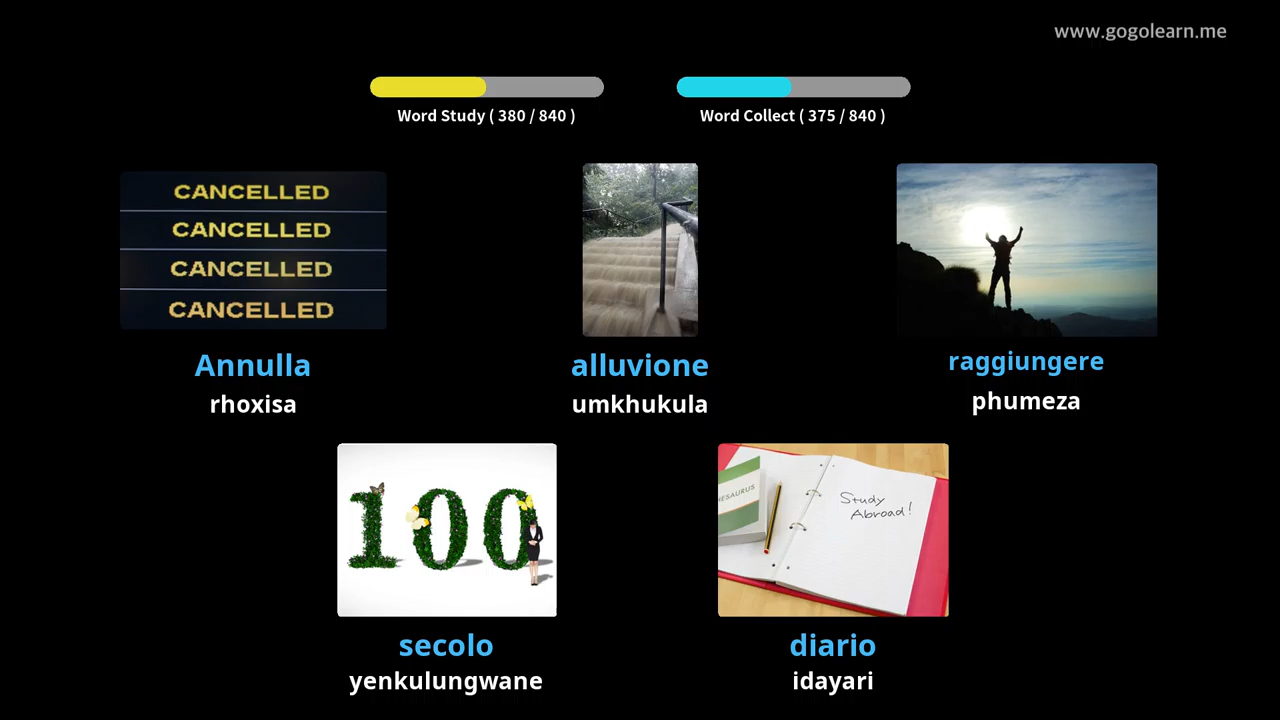 www.gogolearn.me
Word Study ( 380 / 840 )
Word Collect ( 375 / 840 )
CANCELLED
CANCELLED
CANCELLED
CANCELLED
Annulla
rhoxisa
alluvione
umkhukula
raggiungere
phumeza
100
secolo
yenkulungwane
HESAURUS
Study
Abroad!
diario
idayari